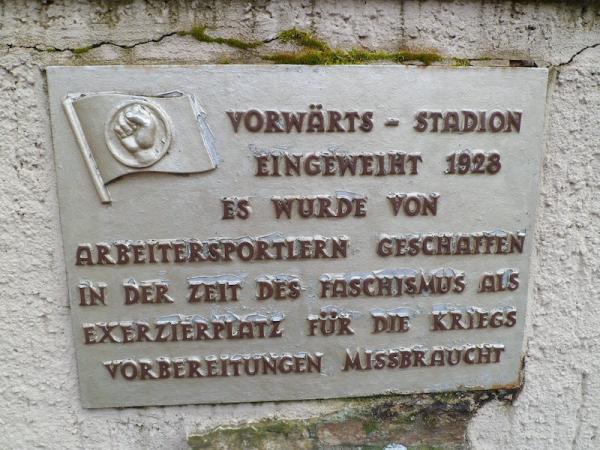 VORWÄRTS - STADION
EINGEWEIHT 1928
ES WURDE VON
ARBEITERSPORTLERN GESCHAFFEN
IN DER ZEIT DES FASCHISMUS ALS
EXERZIERPLATZ FÜR DIE KRIEGS
VORBEREITUNGEN MISSBRAUCHT